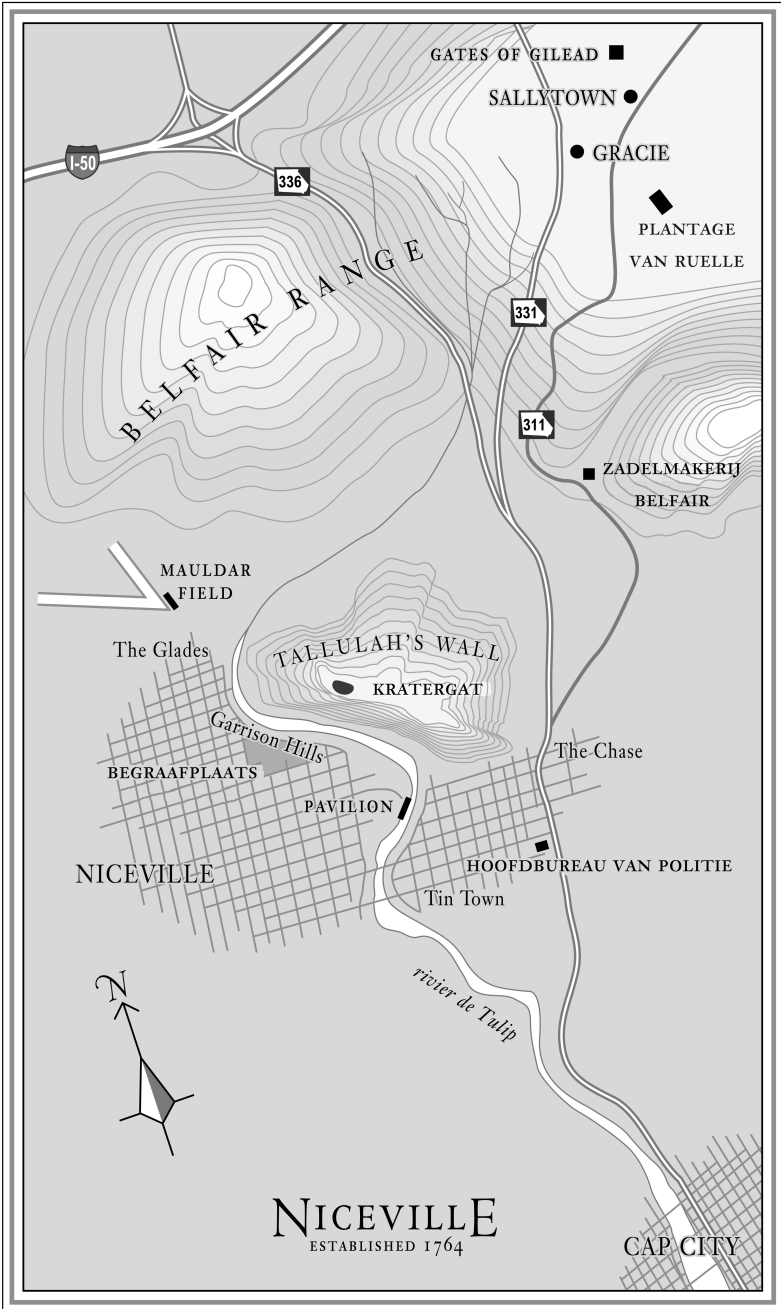 GATES OF GILEAD
SALLYTOWN
GRACIE
I-50
336
PLANTAGE
VAN RUELLE
BELFAIR RANGE
331
311
ZADELMAKERIJ
BELFAIR
MAULDAR
FIELD
The Glades
TALLULAH'S WALL
KRATERGAT
Garrison Hills
The Chase
BEGRAAFPLAATS
PAVILION
HOOFDBUREAU VAN POLITIE
NICEVILLE
Tin Town
N
rivier de Tulip
NICEVILLE
ESTABLISHED 1764
CAP CITY